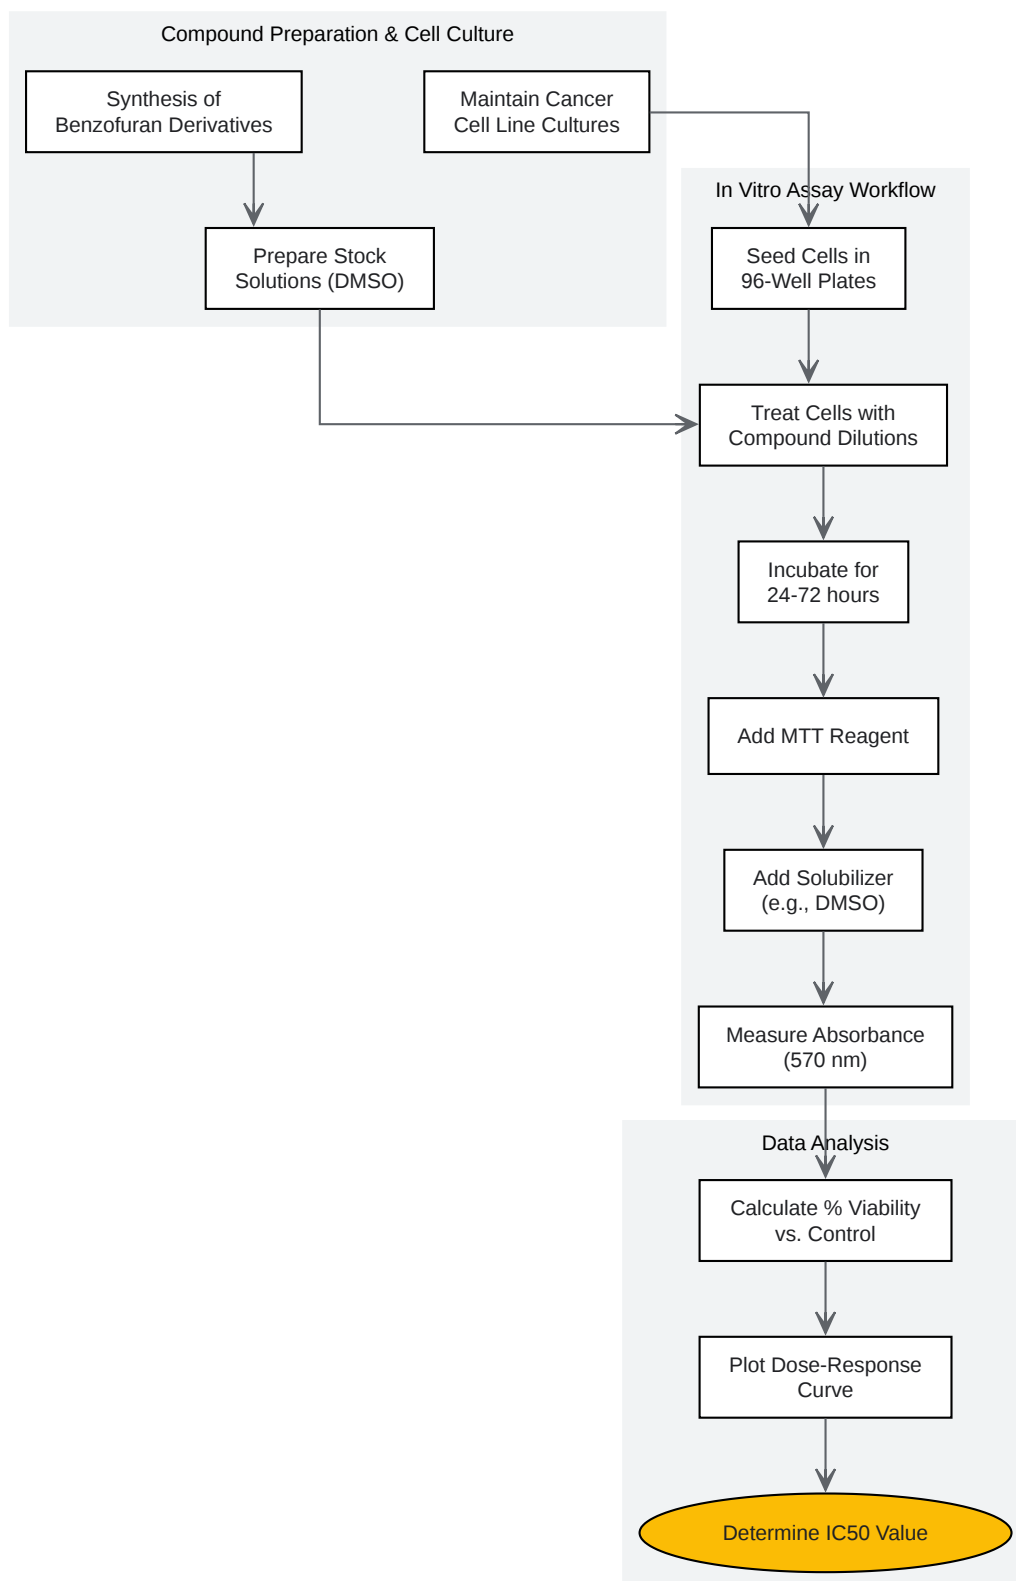 Compound Preparation & Cell Culture
Synthesis of
Benzofuran Derivatives
Maintain Cancer
Cell Line Cultures
Prepare Stock
Solutions (DMSO)
In Vitro Assay Workflow
Seed Cells in
96-Well Plates
Treat Cells with
Compound Dilutions
Incubate for
24-72 hours
Add MTT Reagent
Add Solubilizer
(e.g., DMSO)
Measure Absorbance
(570 nm)
Data Analysis
Calculate % Viability
vs. Control
Plot Dose-Response
Curve
Determine IC50 Value